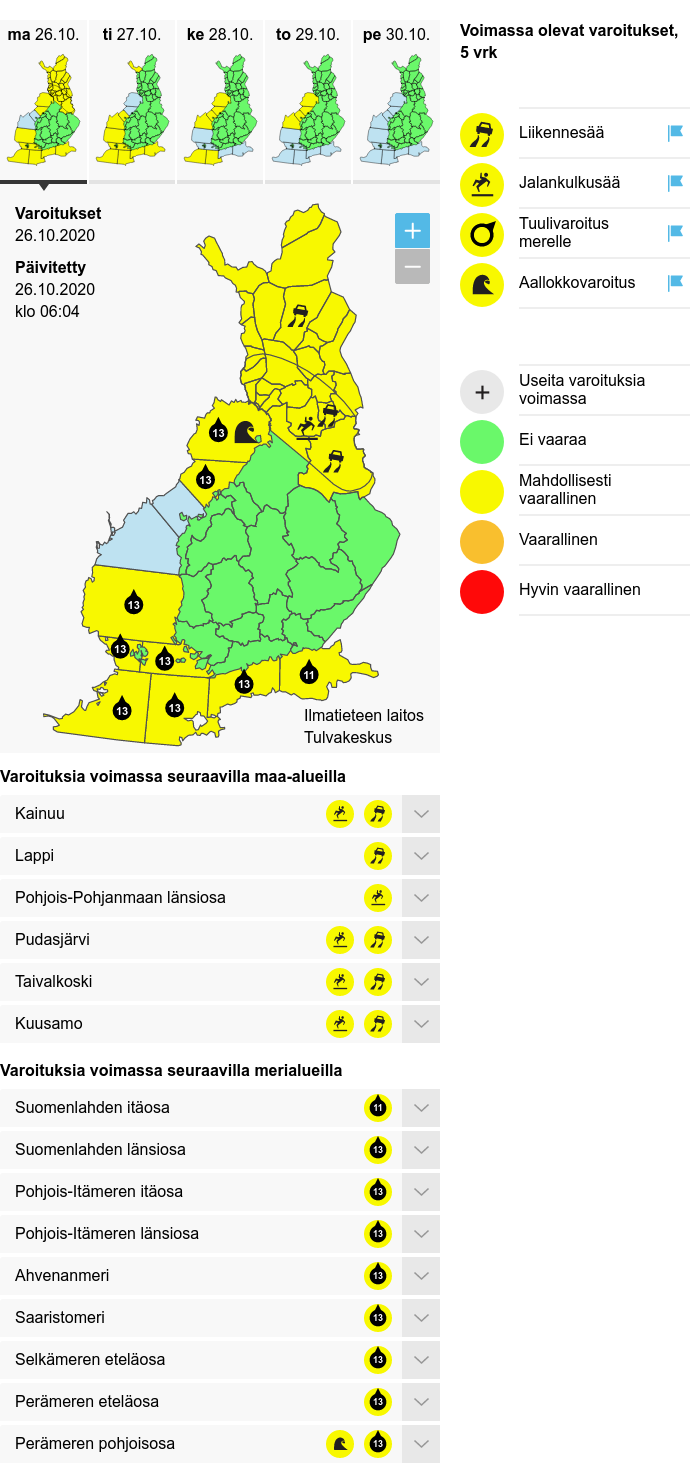 ma 26.10.
ti 27.10.
ke 28.10.
to 29.10.
pe 30.10.
Varoitukset
26.10.2020
Päivitetty
26.10.2020
klo 06:04
+
−
13
13
13
13
13
13
11
13
13
Ilmatieteen laitos
Tulvakeskus
Voimassa olevat varoitukset,
5 vrk
Liikennesää
Jalankulkusää
Tuulivaroitus
merelle
Aallokkovaroitus
+
Useita varoituksia
voimassa
Ei vaaraa
Mahdollisesti
vaarallinen
Vaarallinen
Hyvin vaarallinen
Varoituksia voimassa seuraavilla maa-alueilla
Kainuu
Lappi
Pohjois-Pohjanmaan länsiosa
Pudasjärvi
Taivalkoski
Kuusamo
Varoituksia voimassa seuraavilla merialueilla
Suomenlahden itäosa 11
Suomenlahden länsiosa 13
Pohjois-Itämeren itäosa 13
Pohjois-Itämeren länsiosa 13
Ahvenanmeri 13
Saaristomeri 13
Selkämeren eteläosa 13
Perämeren eteläosa 13
Perämeren pohjoisosa 13